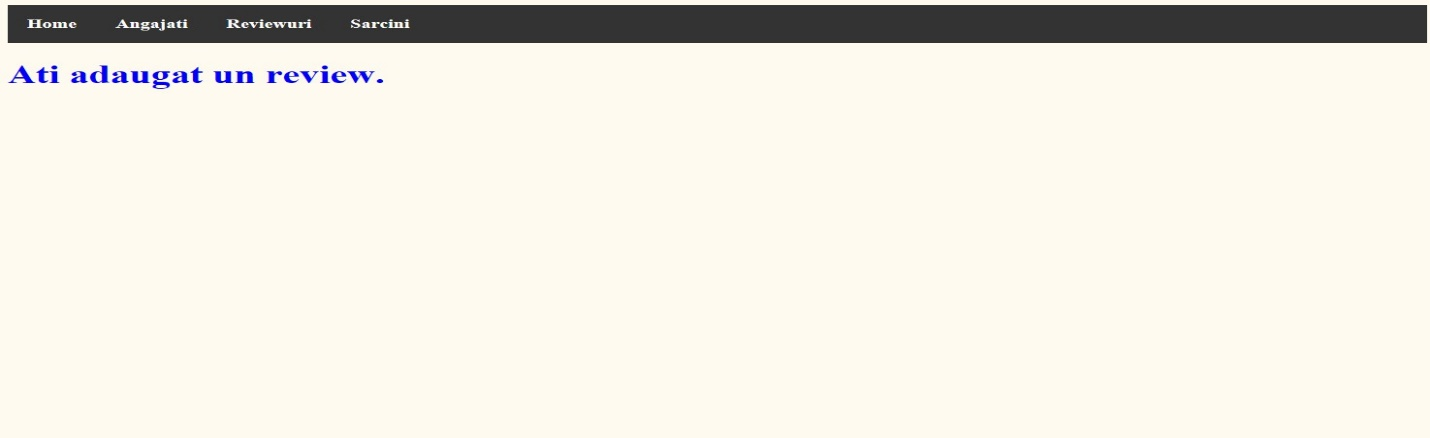 Home Angajati Reviewuri Sarcini
Ati adaugat un review.